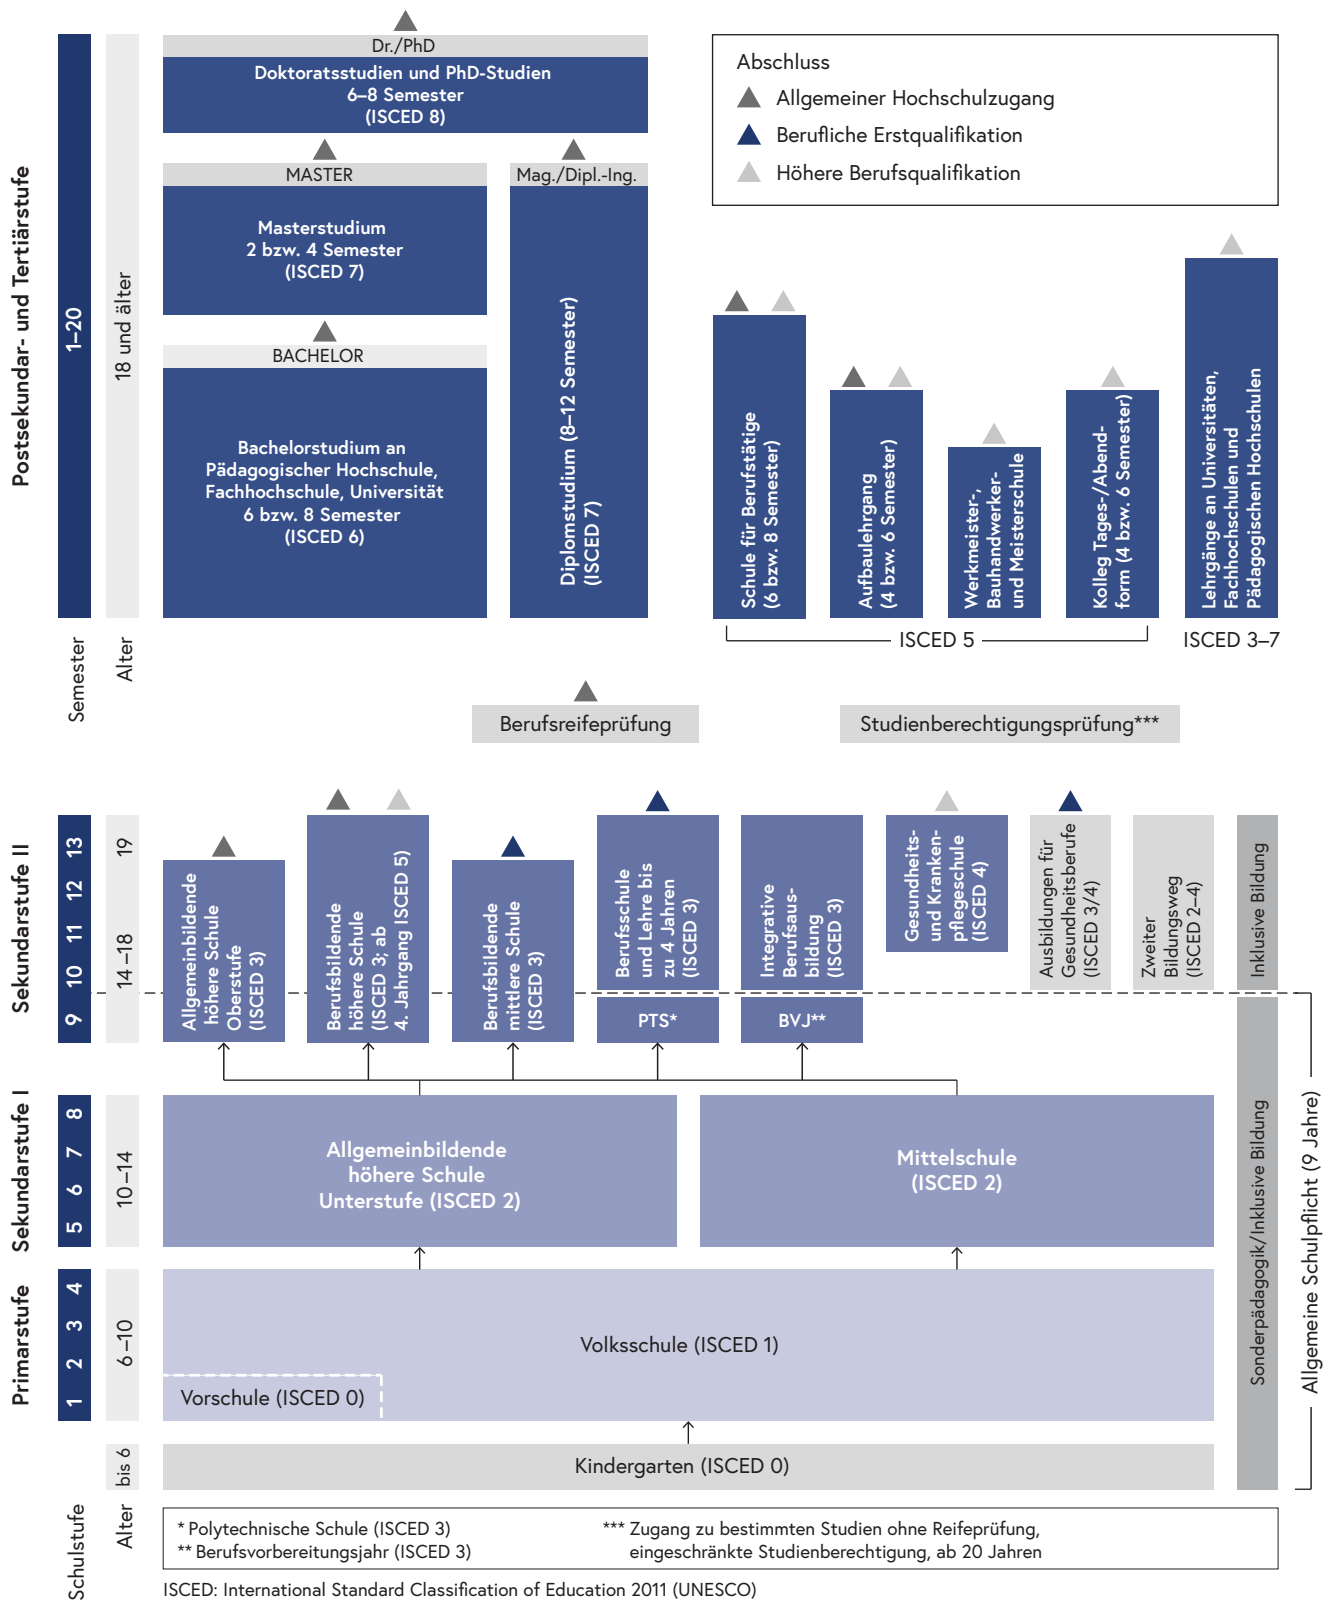 Postsekundar- und Tertiärstufe
1–20
Semester
18 und älter
Alter
Dr./PhD
Doktoratsstudien und PhD-Studien
6–8 Semester
(ISCED 8)
MASTER
Masterstudium
2 bzw. 4 Semester
(ISCED 7)
BACHELOR
Bachelorstudium an
Pädagogischer Hochschule,
Fachhochschule, Universität
6 bzw. 8 Semester
(ISCED 6)
Mag./Dipl.-Ing.
Diplomstudium (8–12 Semester)
(ISCED 7)
Abschluss
Allgemeiner Hochschulzugang
Berufliche Erstqualifikation
Höhere Berufsqualifikation
Schule für Berufstätige
(6 bzw. 8 Semester)
Aufbaulehrgang
(4 bzw. 6 Semester)
Werkmeister-,
Bauhandwerker-
und Meisterschule
Kolleg Tages-/Abend-
form (4 bzw. 6 Semester)
Lehrgänge an Universitäten,
Fachhochschulen und
Pädagogischen Hochschulen
ISCED 5
ISCED 3–7
Berufsreifeprüfung
Studienberechtigungsprüfung***
Sekundarstufe II
13
12
11
10
9
19
14–18
Allgemeinbildende
höhere Schule
Oberstufe
(ISCED 3)
Berufsbildende
höhere Schule
(ISCED 3; ab
4. Jahrgang ISCED 5)
Berufsbildende
mittlere Schule
(ISCED 3)
Berufsschule
und Lehre bis
zu 4 Jahren
(ISCED 3)
PTS*
Integrative
Berufsaus-
bildung
(ISCED 3)
BVJ**
Gesundheits-
und Kranken-
pflegeschule
(ISCED 4)
Ausbildungen für
Gesundheitsberufe
(ISCED 3/4)
Zweiter
Bildungsweg
(ISCED 2–4)
Inklusive Bildung
Sekundarstufe I
8
7
6
5
10–14
Allgemeinbildende
höhere Schule
Unterstufe (ISCED 2)
Mittelschule
(ISCED 2)
Sonderpädagogik/Inklusive Bildung
Allgemeine Schulpflicht (9 Jahre)
Primarstufe
4
3
2
1
6–10
Volksschule (ISCED 1)
Vorschule (ISCED 0)
bis 6
Kindergarten (ISCED 0)
Schulstufe
Alter
* Polytechnische Schule (ISCED 3)
** Berufsvorbereitungsjahr (ISCED 3)
*** Zugang zu bestimmten Studien ohne Reifeprüfung,
eingeschränkte Studienberechtigung, ab 20 Jahren
ISCED: International Standard Classification of Education 2011 (UNESCO)